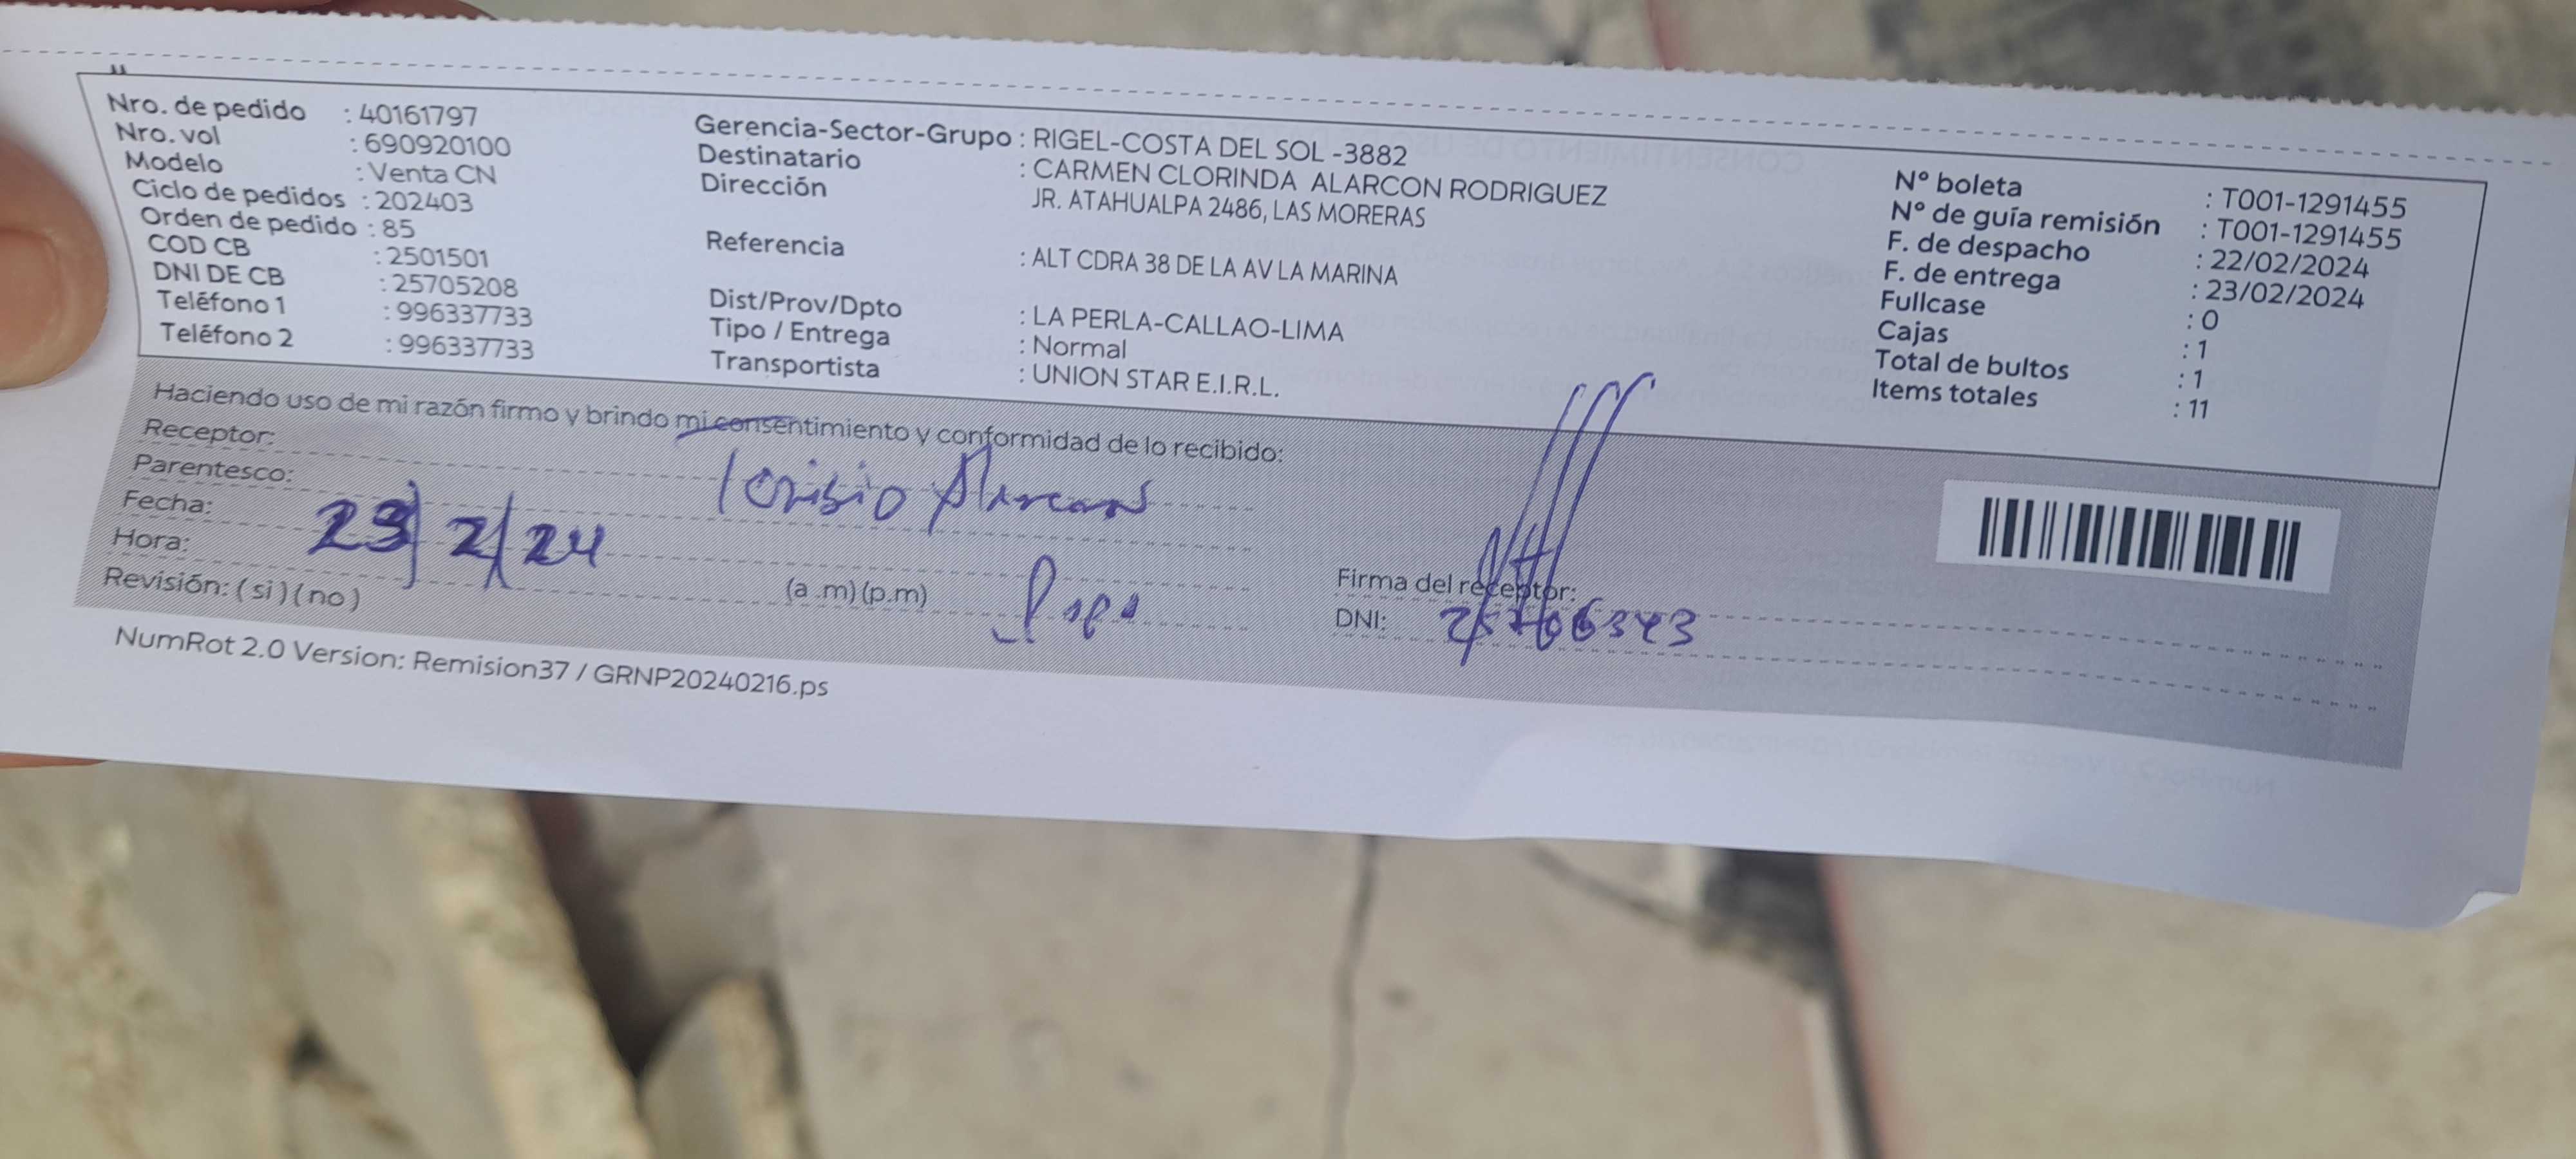 Nro. de pedido : 40161797
Nro. vol : 690920100
Modelo : Venta CN
Ciclo de pedidos : 202403
Orden de pedido : 85
COD CB : 2501501
DNI DE CB : 25705208
Teléfono 1 : 996337733
Teléfono 2 : 996337733
Gerencia-Sector-Grupo : RIGEL-COSTA DEL SOL -3882
Destinatario : CARMEN CLORINDA ALARCON RODRIGUEZ
Dirección JR. ATAHUALPA 2486, LAS MORERAS
Referencia : ALT CDRA 38 DE LA AV LA MARINA
Dist/Prov/Dpto : LA PERLA-CALLAO-LIMA
Tipo / Entrega : Normal
Transportista : UNION STAR E.I.R.L.
N° boleta : T001-1291455
N° de guía remisión : T001-1291455
F. de despacho : 22/02/2024
F. de entrega : 23/02/2024
Fullcase : 0
Cajas : 1
Total de bultos : 1
Items totales : 11
Haciendo uso de mi razón firmo y brindo mi consentimiento y conformidad de lo recibido:
Receptor: Alarcon
Parentesco:
Fecha: 23/2/24
Hora: (a .m) (p.m)
Revisión: ( si ) ( no )
Papa
Firma del receptor:
DNI:
NumRot 2.0 Version: Remision37 / GRNP20240216.ps